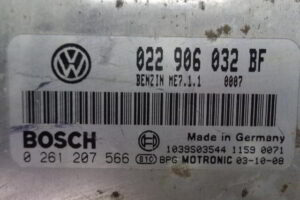 022 906 032 BF
BENZIN ME7.1.1 0007
BOSCH
Made in Germany
1039S03544 1159 0071
0 261 207 566 81C BPG MOTRONIC 03-10-08